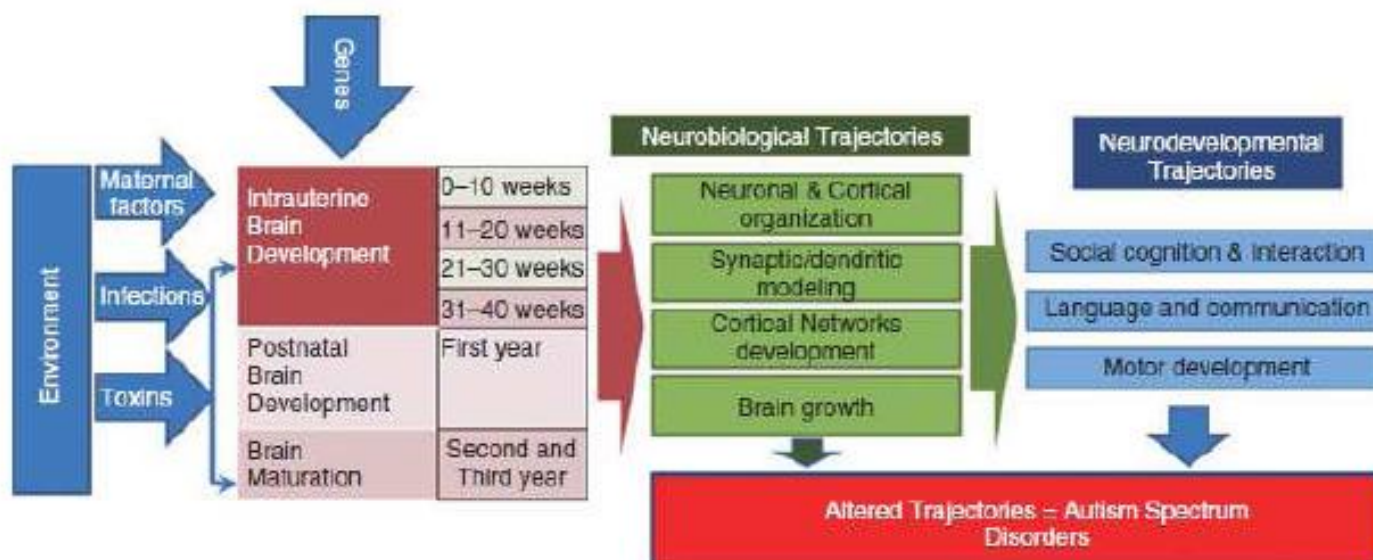 Genes
Environment
Maternal
factors
Infections
Toxins
Intrauterine
Brain
Development
0–10 weeks
11–20 weeks
21–30 weeks
31–40 weeks
Postnatal
Brain
Development
First year
Brain
Maturation
Second and
Third year
Neurobiological Trajectories
Neuronal & Cortical
organization
Synaptic/dendritic
modeling
Cortical Networks
development
Brain growth
Neurodevelopmental
Trajectories
Social cognition & Interaction
Language and communication
Motor development
Altered Trajectories = Autism Spectrum
Disorders